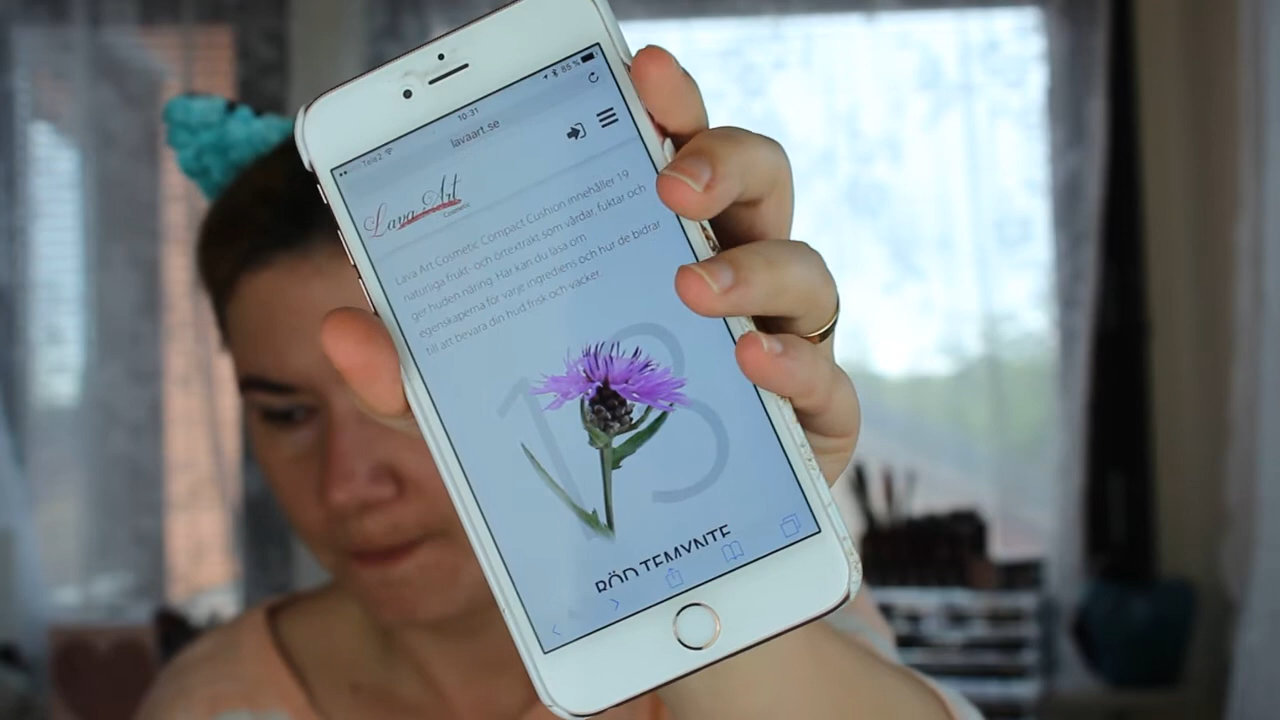 Tele2
10:31
85 %
lavaart.se
Lava Art
Cosmetic
Lava Art Cosmetic Compact Cushion innehåller 19
naturliga frukt- och örtextrakt som vårdar, fuktar och
ger huden näring. Här kan du läsa om
egenskaperna för varje ingrediens och hur de bidrar
till att bevara din hud frisk och vacker.
13
RÖD TEMYNTE